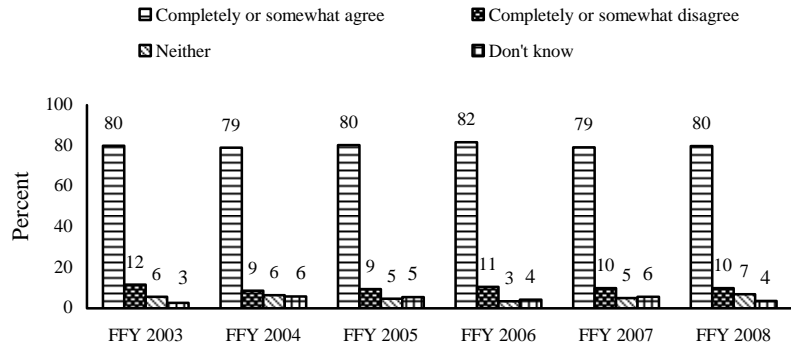 Completely or somewhat agree Completely or somewhat disagree
Neither Don't know
Percent
100
80
60
40
20
0
80 12 6 3
79 9 6 6
80 9 5 5
82 11 3 4
79 10 5 6
80 10 7 4
FFY 2003 FFY 2004 FFY 2005 FFY 2006 FFY 2007 FFY 2008